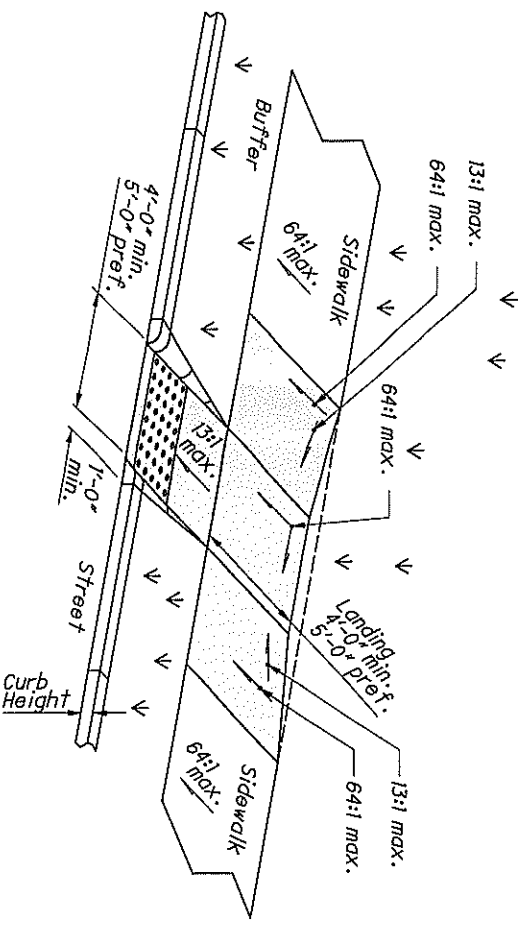 13:1 max.
64:1 max.
64:1 max.
Sidewalk
64:1
max.
Buffer
Landing
4'-0" min.
5'-0" pref.
13:1
max.
4'-0" min.
5'-0" pref.
1'-0"
min.
13:1 max.
64:1 max.
Street
Sidewalk
64:1
max.
Curb
Height